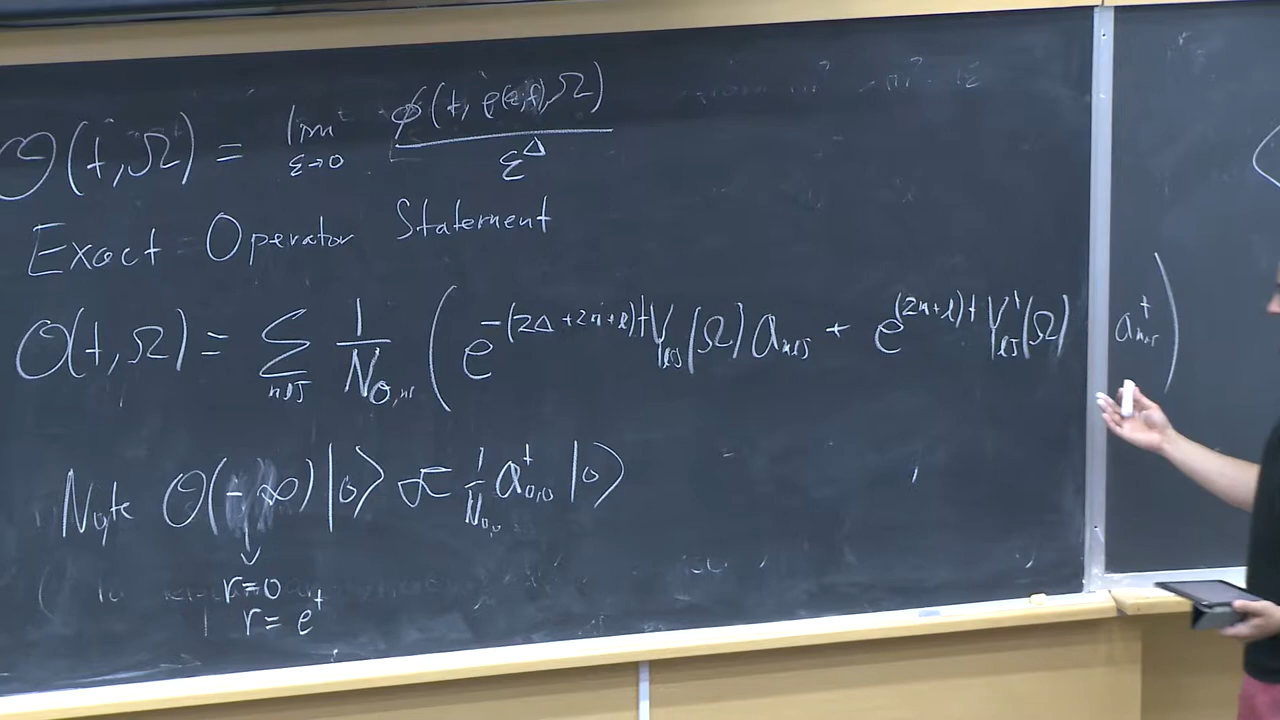 O(t,Ω) = lim_{ε→0} φ(t, ρ(ε,t), Ω) / ε^Δ
Exact Operator Statement
O(t,Ω) = Σ_{nlJ} 1/N_{O,nl} ( e^{-(2Δ+2n+l)t} Y_{lJ}(Ω) a_{nlJ} + e^{(2n+l)t} Y†_{lJ}(Ω) a†_{nlJ} )
Note O(-∞)|0⟩ ∝ 1/N_{0,0} a†_{0,0} |0⟩
↓
r=0
r= e^t